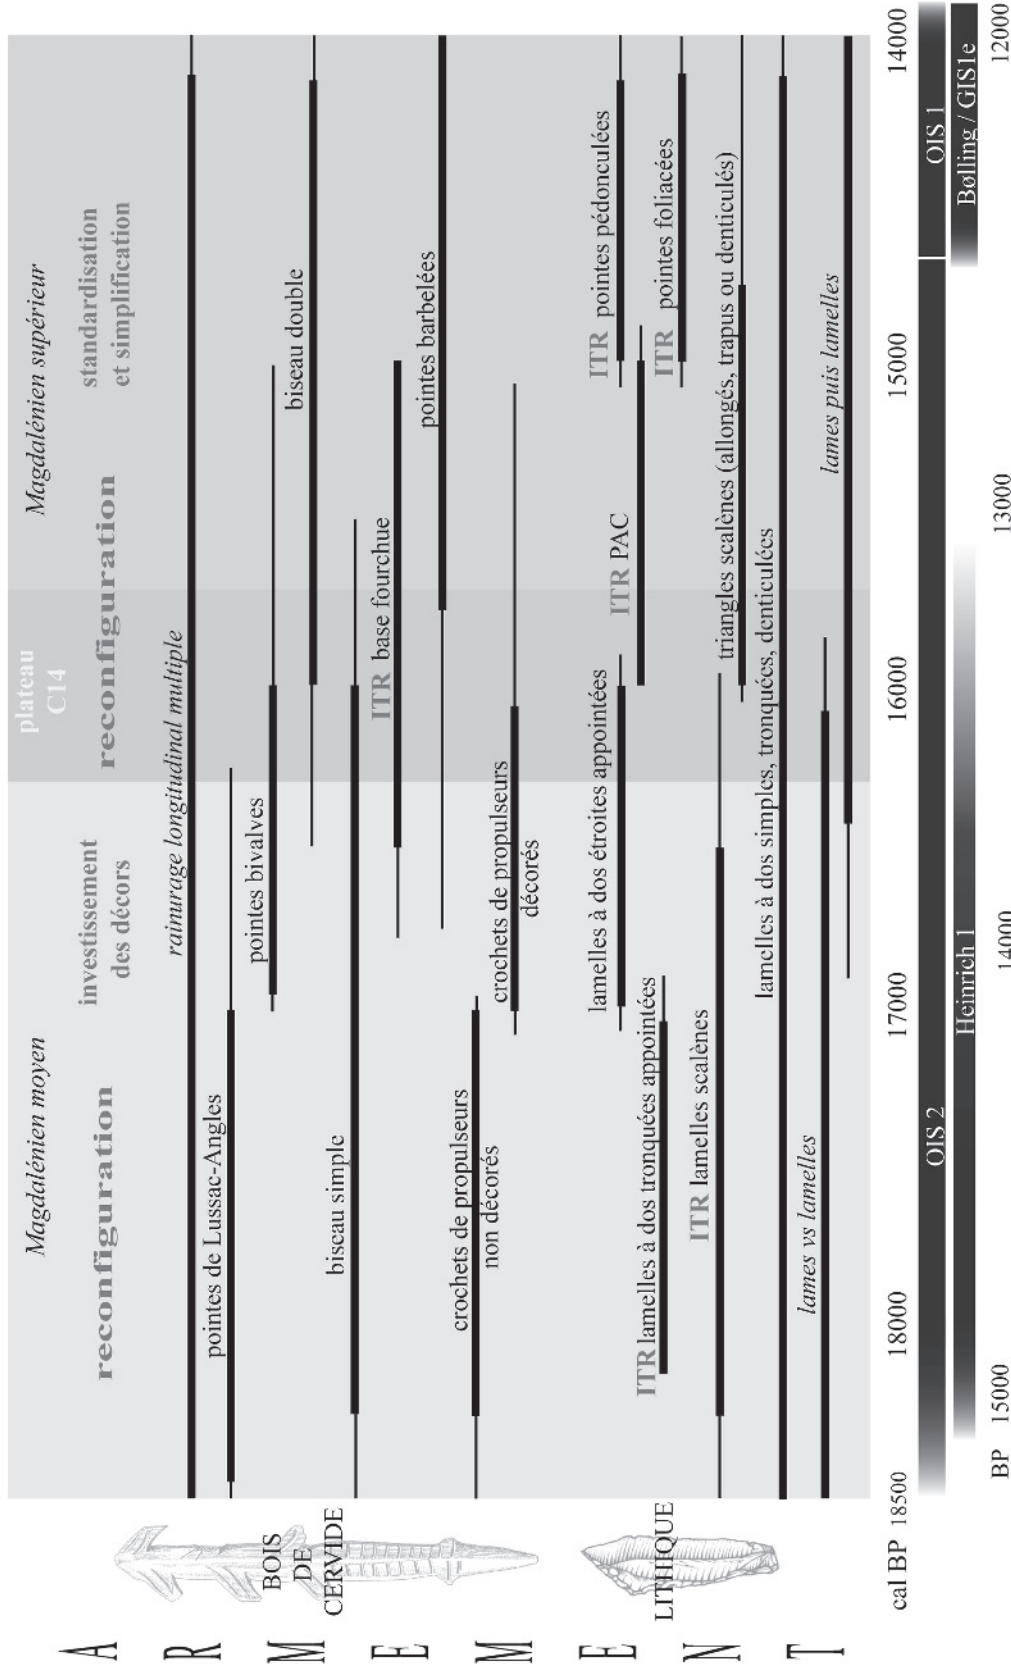 ARMEMENT
BOIS
DE
CERVIDE
LITHIQUE
Magdalénien moyen
Magdalénien supérieur
plateau
C14
reconfiguration
investissement
des décors
reconfiguration
standardisation
et simplification
rainurage longitudinal multiple
pointes de Lussac-Angles
pointes bivalves
biseau double
biseau simple
ITR base fourchue
pointes barbelées
crochets de propulseurs
non décorés
crochets de propulseurs
décorés
lamelles à dos étroites appointées
ITR pointes pédonculées
ITR PAC
ITR lamelles à dos tronquées appointées
ITR pointes foliacées
ITR lamelles scalènes
triangles scalènes (allongés, trapus ou denticulés)
lamelles à dos simples, tronquées, denticulées
lames vs lamelles
lames puis lamelles
cal BP 18500 18000 17000 16000 15000 14000
OIS 2 OIS 1
Heinrich 1 Bølling / GIS1e
BP 15000 14000 13000 12000